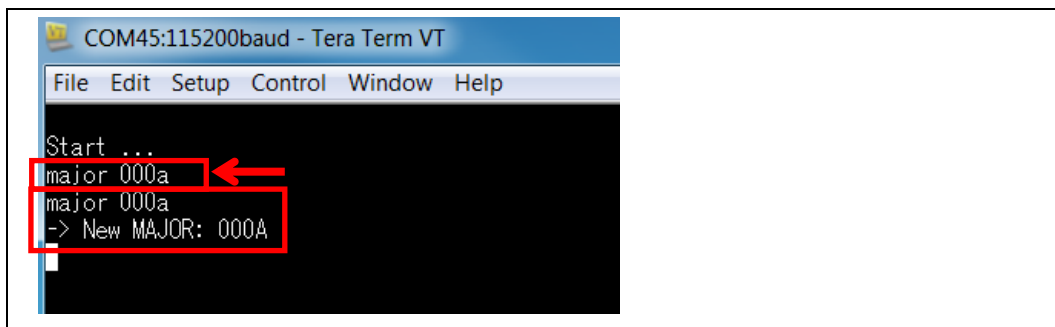 COM45:115200baud - Tera Term VT
File Edit Setup Control Window Help
Start ...
major 000a
major 000a
-> New MAJOR: 000A